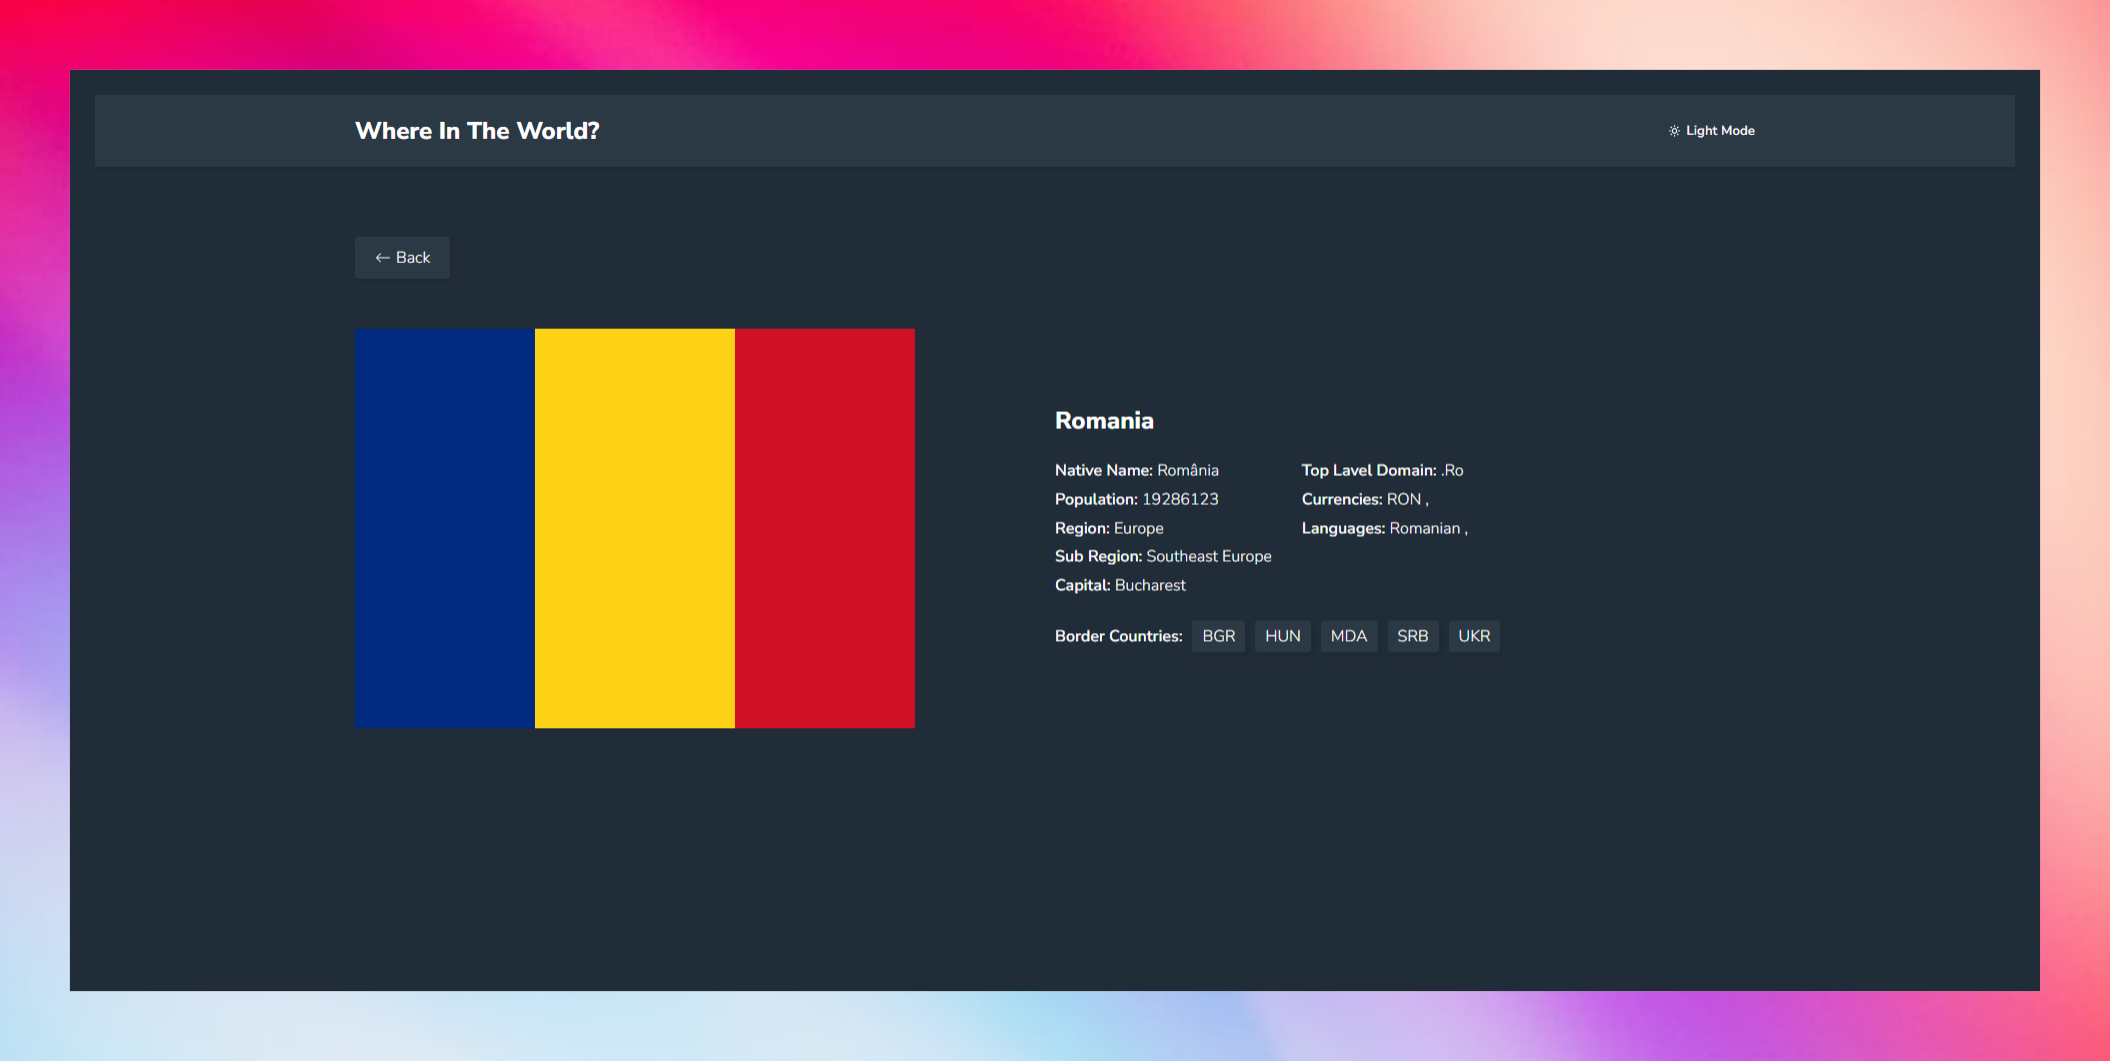 Where In The World?
Light Mode
← Back
Romania
Native Name: România
Population: 19286123
Region: Europe
Sub Region: Southeast Europe
Capital: Bucharest
Top Lavel Domain: .Ro
Currencies: RON ,
Languages: Romanian ,
Border Countries: BGR HUN MDA SRB UKR